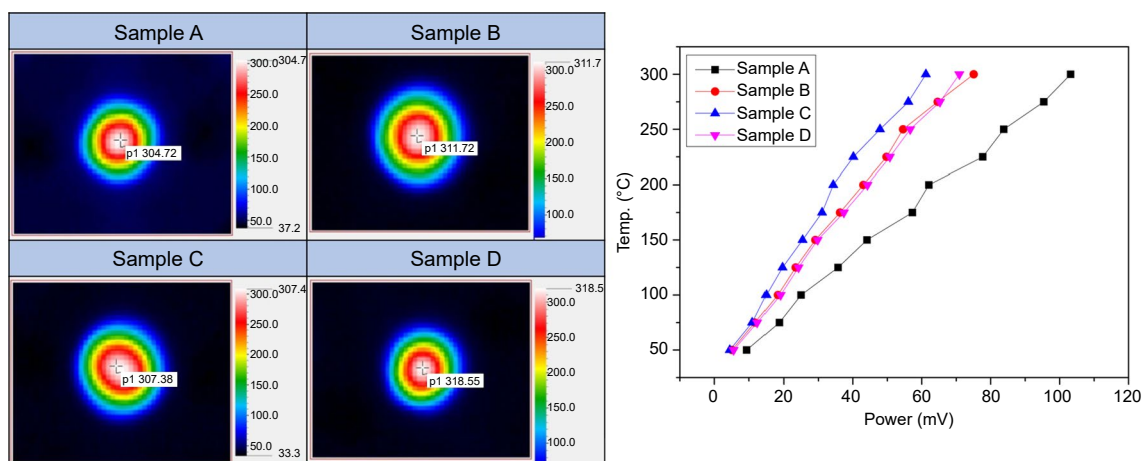 Sample A
Sample B
300.0
304.7
250.0
200.0
150.0
100.0
50.0
37.2
p1 304.72
311.7
300.0
250.0
200.0
150.0
100.0
p1 311.72
Sample C
Sample D
307.4
300.0
250.0
200.0
150.0
100.0
50.0
33.3
p1 307.38
318.5
300.0
250.0
200.0
150.0
100.0
p1 318.55
Sample A
Sample B
Sample C
Sample D
Temp. (°C)
300
250
200
150
100
50
0
20
40
60
80
100
120
Power (mV)